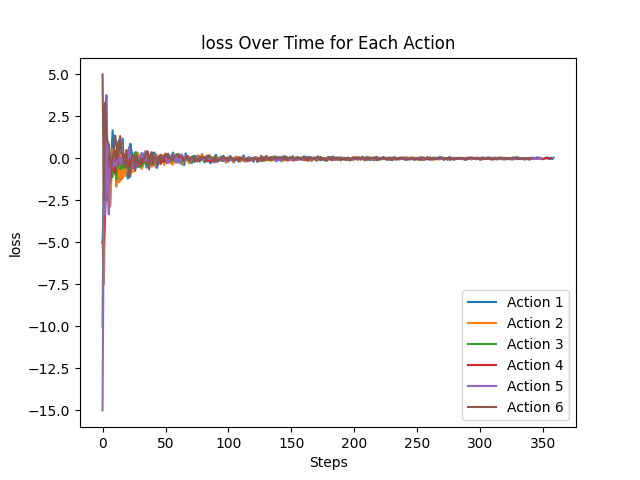 loss Over Time for Each Action
5.0
2.5
0.0
−2.5
−5.0
−7.5
−10.0
−12.5
−15.0
loss
0 50 100 150 200 250 300 350
Steps
Action 1
Action 2
Action 3
Action 4
Action 5
Action 6